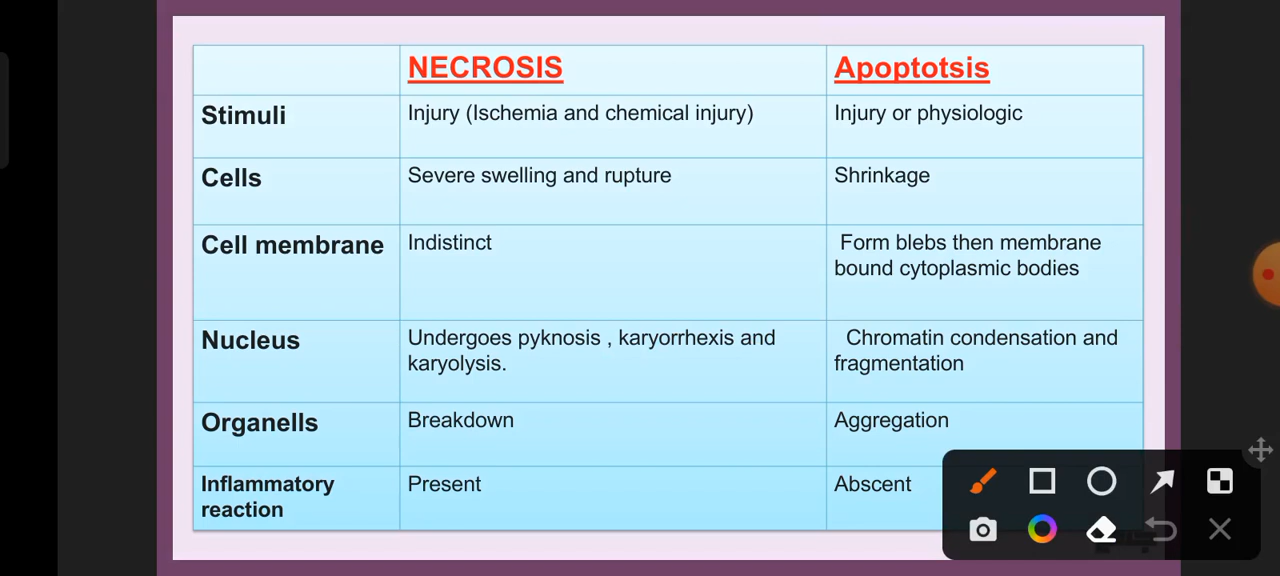 NECROSIS
Apoptotsis
Stimuli
Injury (Ischemia and chemical injury)
Injury or physiologic
Cells
Severe swelling and rupture
Shrinkage
Cell membrane
Indistinct
Form blebs then membrane
bound cytoplasmic bodies
Nucleus
Undergoes pyknosis , karyorrhexis and
karyolysis.
Chromatin condensation and
fragmentation
Organells
Breakdown
Aggregation
Inflammatory
reaction
Present
Abscent